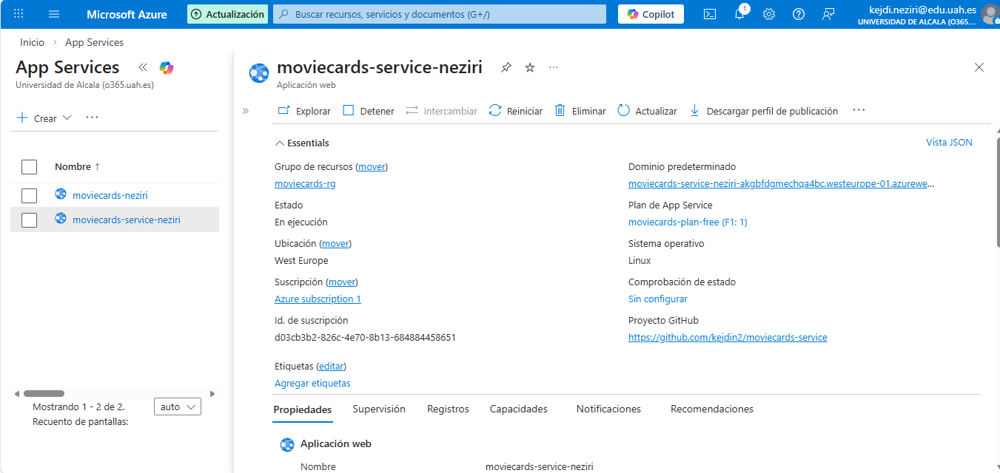 Microsoft Azure
Actualización
Buscar recursos, servicios y documentos (G+/)
Copilot
1
kejdi.neziri@edu.uah.es
UNIVERSIDAD DE ALCALA (O365....
Inicio > App Services
App Services
Universidad de Alcala (o365.uah.es)
Crear
Nombre ↑
moviecards-neziri
moviecards-service-neziri
Mostrando 1 - 2 de 2.
Recuento de pantallas:
auto
moviecards-service-neziri
Aplicación web
Explorar
Detener
Intercambiar
Reiniciar
Eliminar
Actualizar
Descargar perfil de publicación
Essentials
Vista JSON
Grupo de recursos (mover)
moviecards-rg
Estado
En ejecución
Ubicación (mover)
West Europe
Suscripción (mover)
Azure subscription 1
Id. de suscripción
d03cb3b2-826c-4e70-8b13-684884458651
Dominio predeterminado
moviecards-service-neziri-akgbfdgmechqa4bc.westeurope-01.azurewe...
Plan de App Service
moviecards-plan-free (F1: 1)
Sistema operativo
Linux
Comprobación de estado
Sin configurar
Proyecto GitHub
https://github.com/kejdin2/moviecards-service
Etiquetas (editar)
Agregar etiquetas
Propiedades
Supervisión
Registros
Capacidades
Notificaciones
Recomendaciones
Aplicación web
Nombre
moviecards-service-neziri